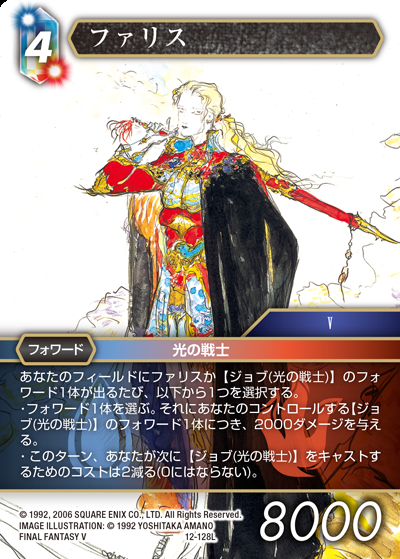 4
ファリス
V
フォワード
光の戦士
あなたのフィールドにファリスか【ジョブ(光の戦士)】のフォ
ワード1体が出るたび、以下から1つを選択する。
・フォワード1体を選ぶ。それにあなたのコントロールする【ジョ
ブ(光の戦士)】のフォワード1体につき、2000ダメージを与え
る。
・このターン、あなたが次に【ジョブ(光の戦士)】をキャストす
るためのコストは2減る(0にはならない)。
© 1992, 2006 SQUARE ENIX CO., LTD. All Rights Reserved.
IMAGE ILLUSTRATION: © 1992 YOSHITAKA AMANO
FINAL FANTASY V
12-128L
8000